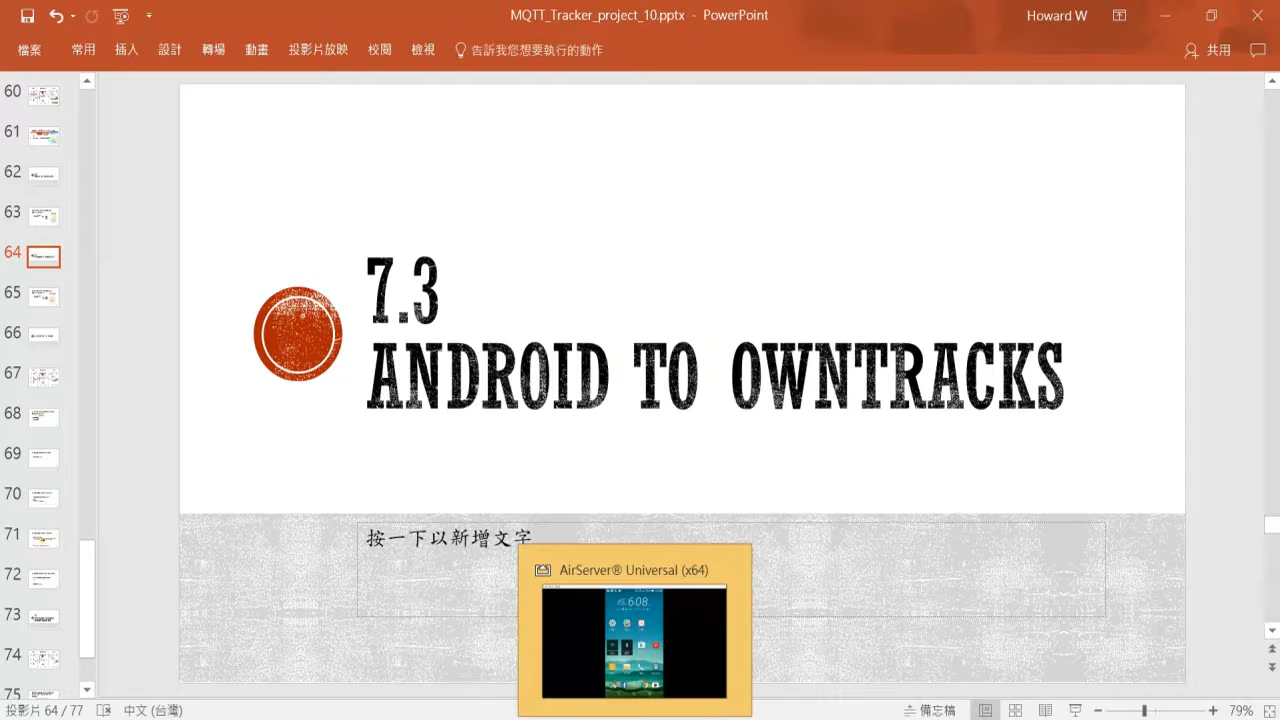 MQTT_Tracker_project_10.pptx - PowerPoint
Howard W
檔案 常用 插入 設計 轉場 動畫 投影片放映 校閱 檢視 告訴我您想要執行的動作 共用
60
61
62
63
64
65
66
67
68
69
70
71
72
73
74
75
7.3
ANDROID TO OWNTRACKS
按一下以新增文字
AirServer® Universal (x64)
6:08
投影片 64 / 77 中文 (台灣) 備忘稿 79%